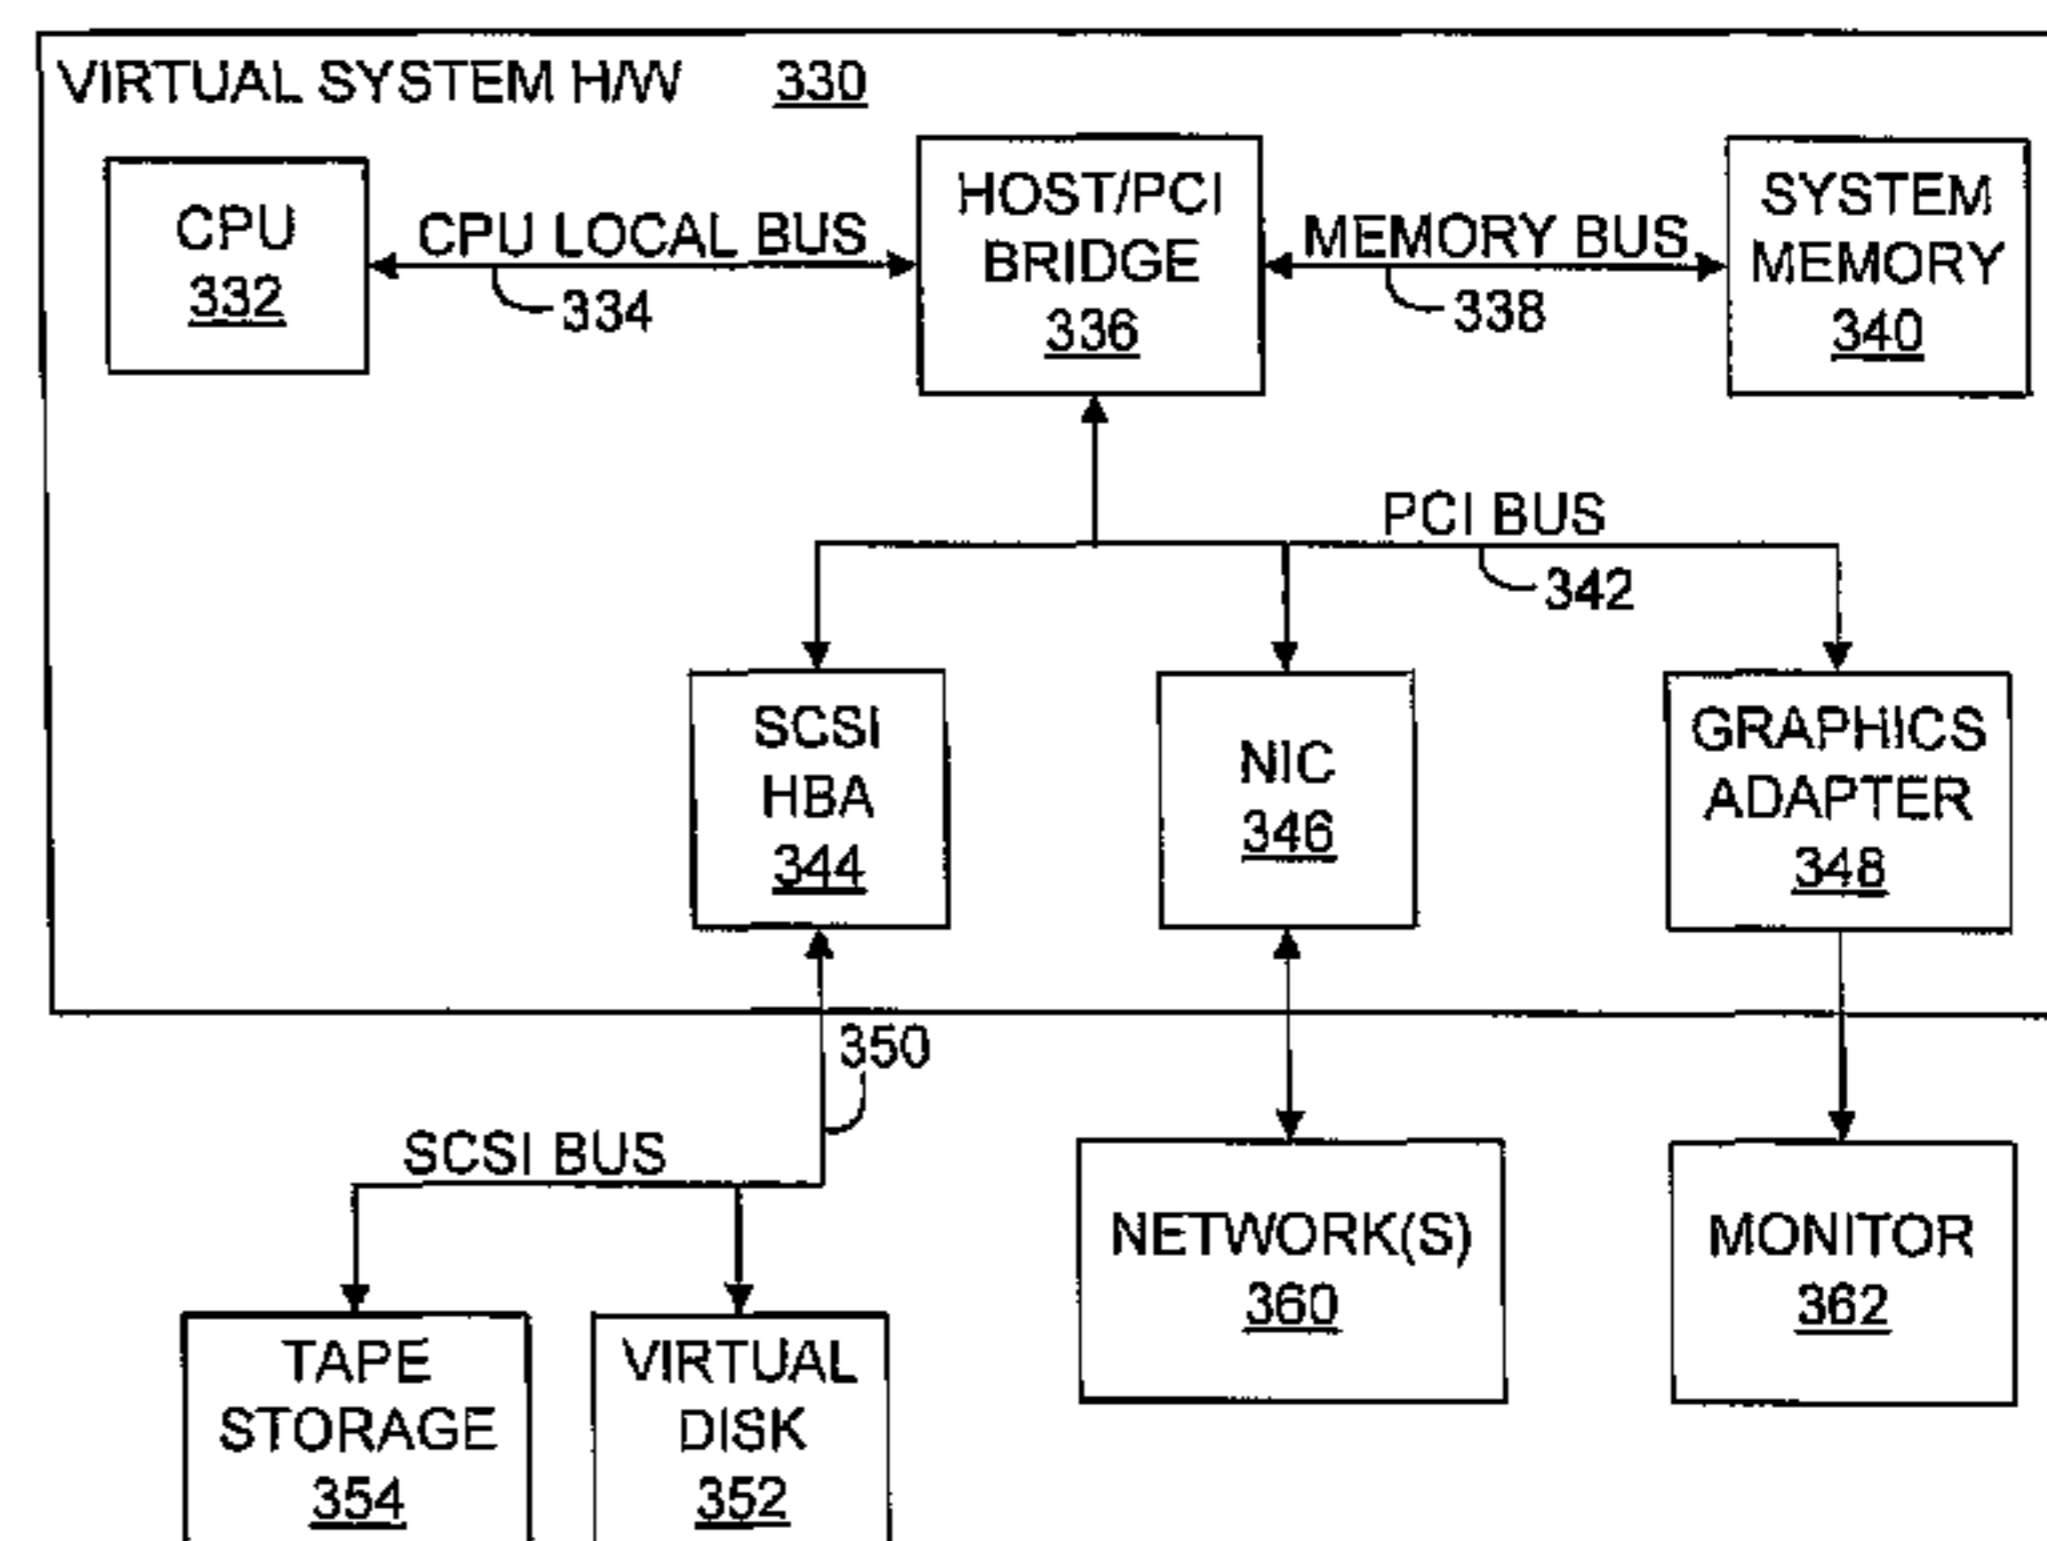 VIRTUAL SYSTEM H/W 330
CPU
332
CPU LOCAL BUS
334
HOST/PCI
BRIDGE
336
MEMORY BUS
338
SYSTEM
MEMORY
340
PCI BUS
342
SCSI
HBA
344
NIC
346
GRAPHICS
ADAPTER
348
350
SCSI BUS
TAPE
STORAGE
354
VIRTUAL
DISK
352
NETWORK(S)
360
MONITOR
362